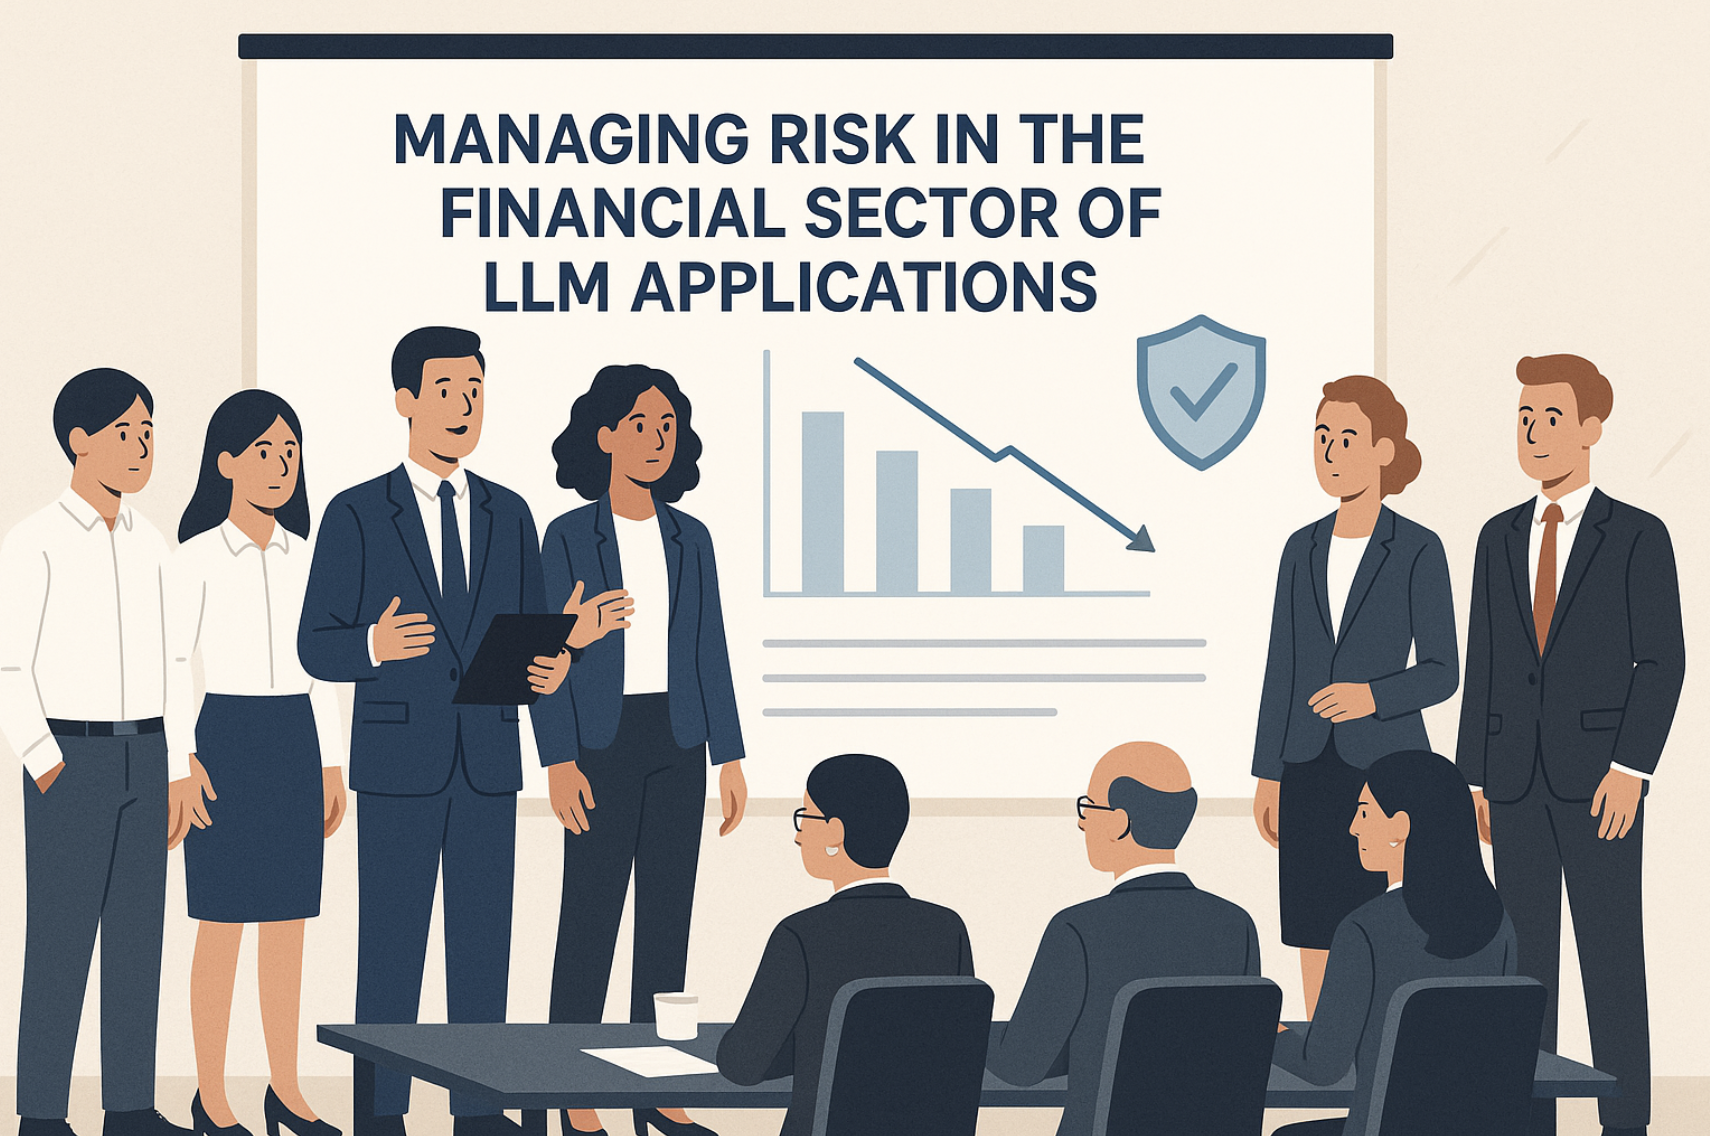 MANAGING RISK IN THE
FINANCIAL SECTOR OF
LLM APPLICATIONS